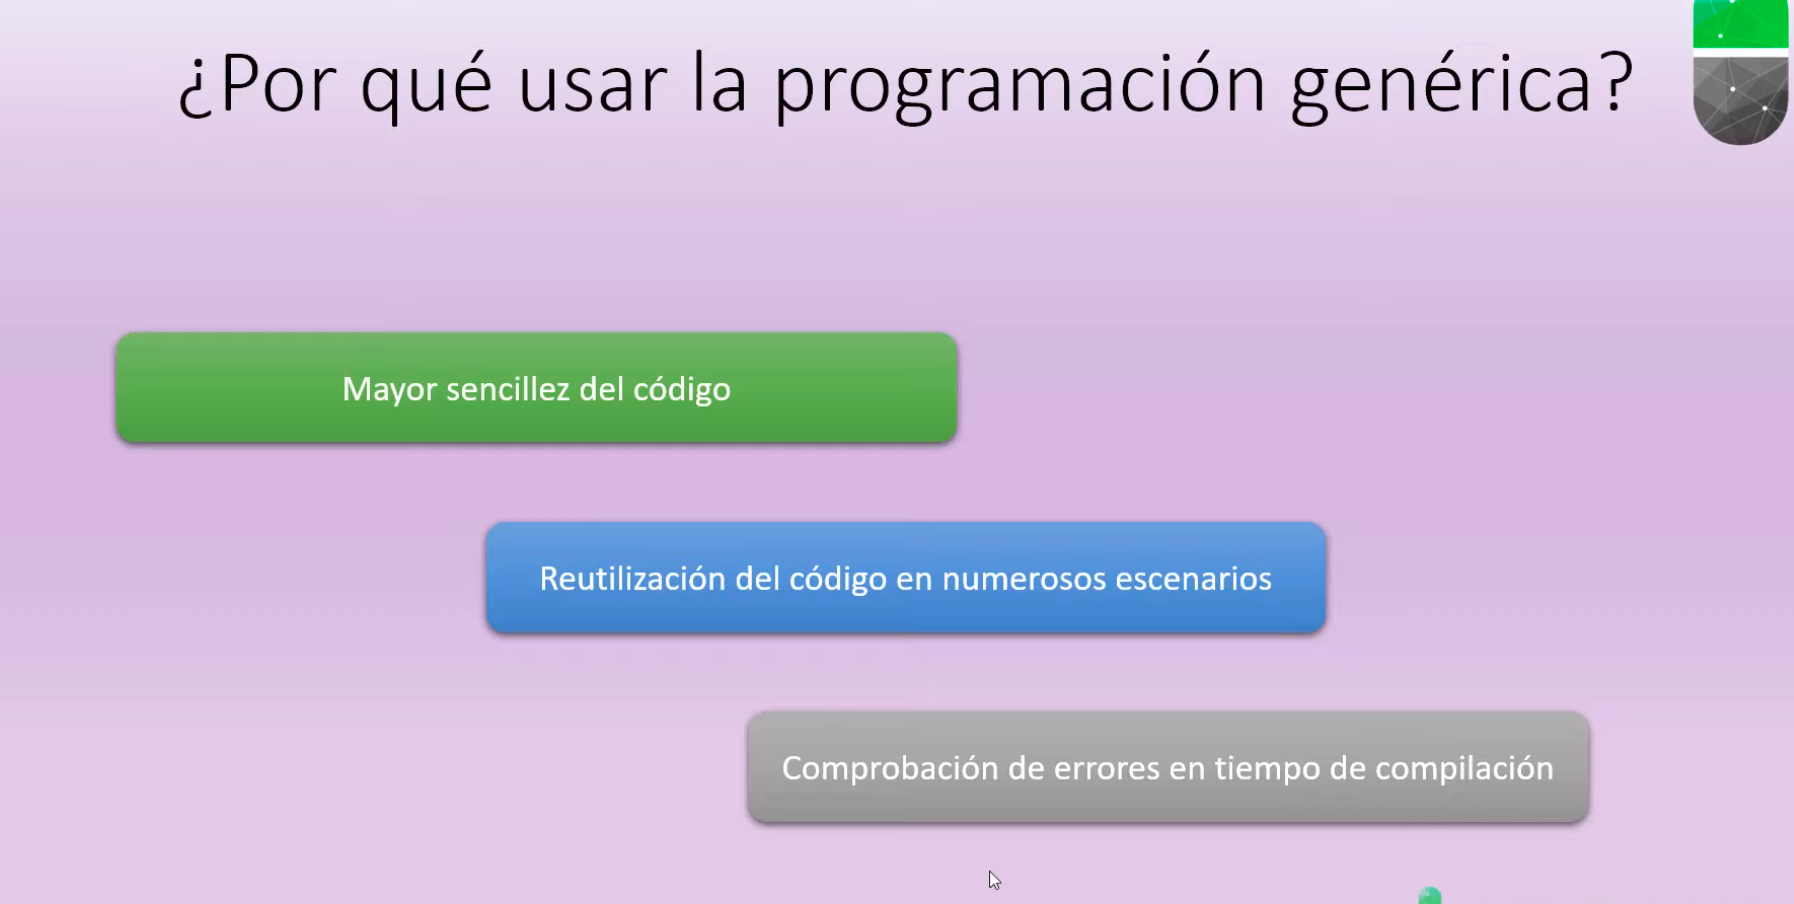 ¿Por qué usar la programación genérica?
Mayor sencillez del código
Reutilización del código en numerosos escenarios
Comprobación de errores en tiempo de compilación